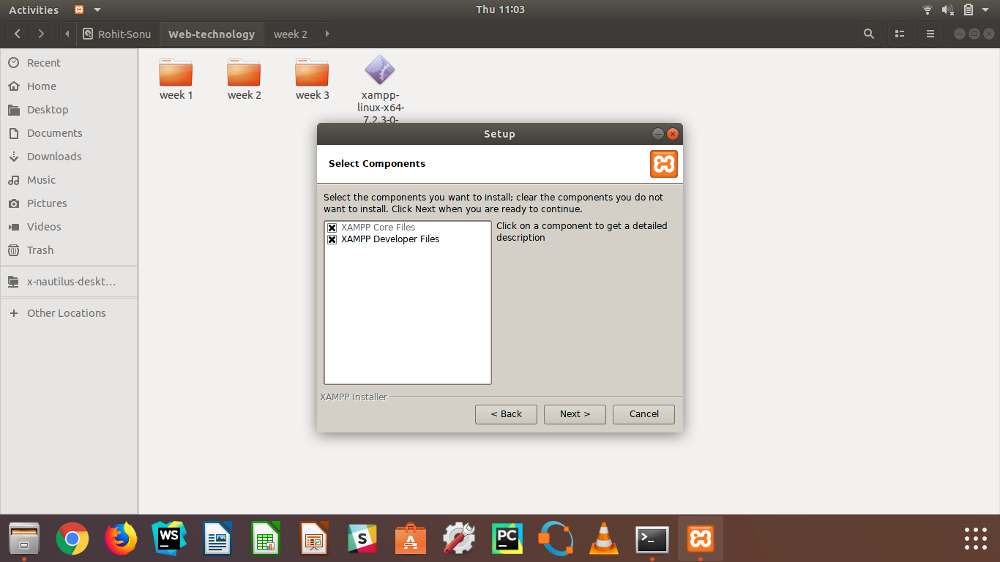 Activities
Thu 11:03
Rohit-Sonu
Web-technology
week 2
Recent
Home
Desktop
Documents
Downloads
Music
Pictures
Videos
Trash
x-nautilus-deskt…
Other Locations
week 1
week 2
week 3
xampp-
linux-x64-
7.2.3-0-
Setup
Select Components
Select the components you want to install; clear the components you do not
want to install. Click Next when you are ready to continue.
XAMPP Core Files
XAMPP Developer Files
Click on a component to get a detailed
description
XAMPP Installer
< Back
Next >
Cancel
WS
S
A
PC
>_